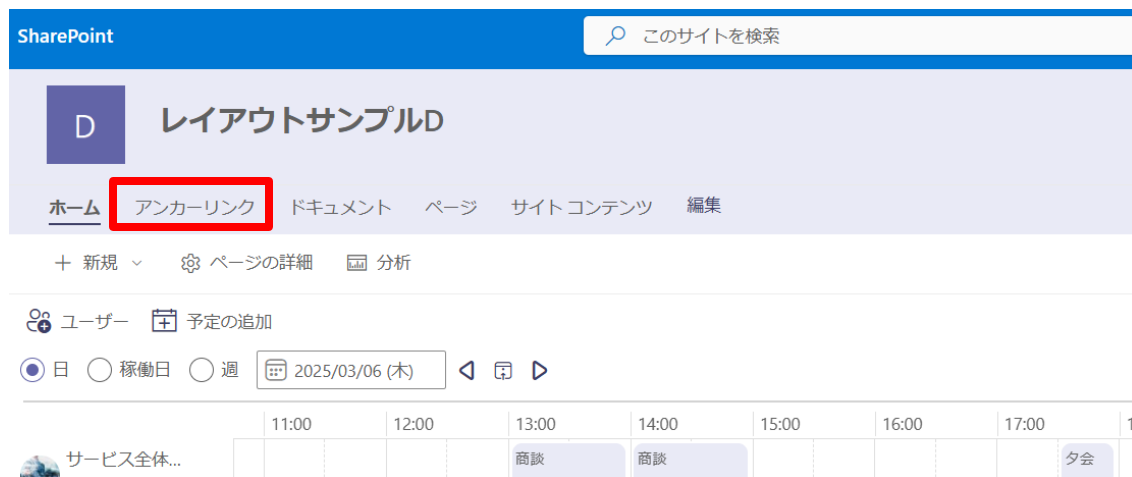 SharePoint
このサイトを検索
D
レイアウトサンプルD
ホーム アンカーリンク ドキュメント ページ サイト コンテンツ 編集
新規 ページの詳細 分析
ユーザー 予定の追加
日 稼働日 週 2025/03/06 (木)
11:00 12:00 13:00 14:00 15:00 16:00 17:00
サービス全体... 商談 商談 夕会